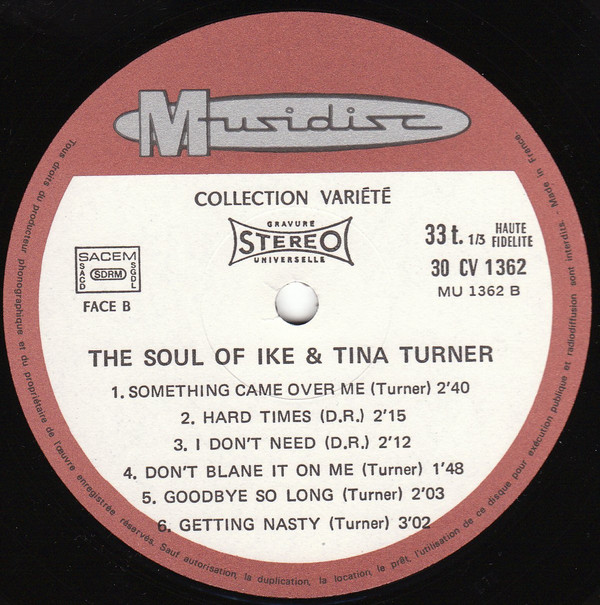 Musidisc
COLLECTION VARIÉTÉ
GRAVURE
STEREO
UNIVERSELLE
33 t. 1/3 HAUTE FIDELITE
30 CV 1362
MU 1362 B
SACEM
SACD SDRM SGDL
FACE B
THE SOUL OF IKE & TINA TURNER
1. SOMETHING CAME OVER ME (Turner) 2'40
2. HARD TIMES (D.R.) 2'15
3. I DON'T NEED (D.R.) 2'12
4. DON'T BLANE IT ON ME (Turner) 1'48
5. GOODBYE SO LONG (Turner) 2'03
6. GETTING NASTY (Turner) 3'02
Tous droits du producteur phonographique et du propriétaire de l'œuvre enregistrée réservés. Sauf autorisation, la duplication, la location, le prêt, l'utilisation de ce disque pour exécution publique et radiodiffusion sont interdits. - Made in France.